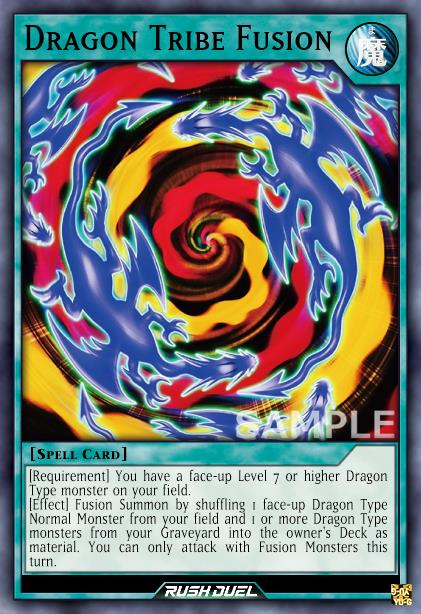 Dragon Tribe Fusion
ま
魔
SAMPLE
[Spell Card]
[Requirement] You have a face-up Level 7 or higher Dragon
Type monster on your field.
[Effect] Fusion Summon by shuffling 1 face-up Dragon Type
Normal Monster from your field and 1 or more Dragon Type
monsters from your Graveyard into the owner's Deck as
material. You can only attack with Fusion Monsters this
turn.
RUSH DUEL